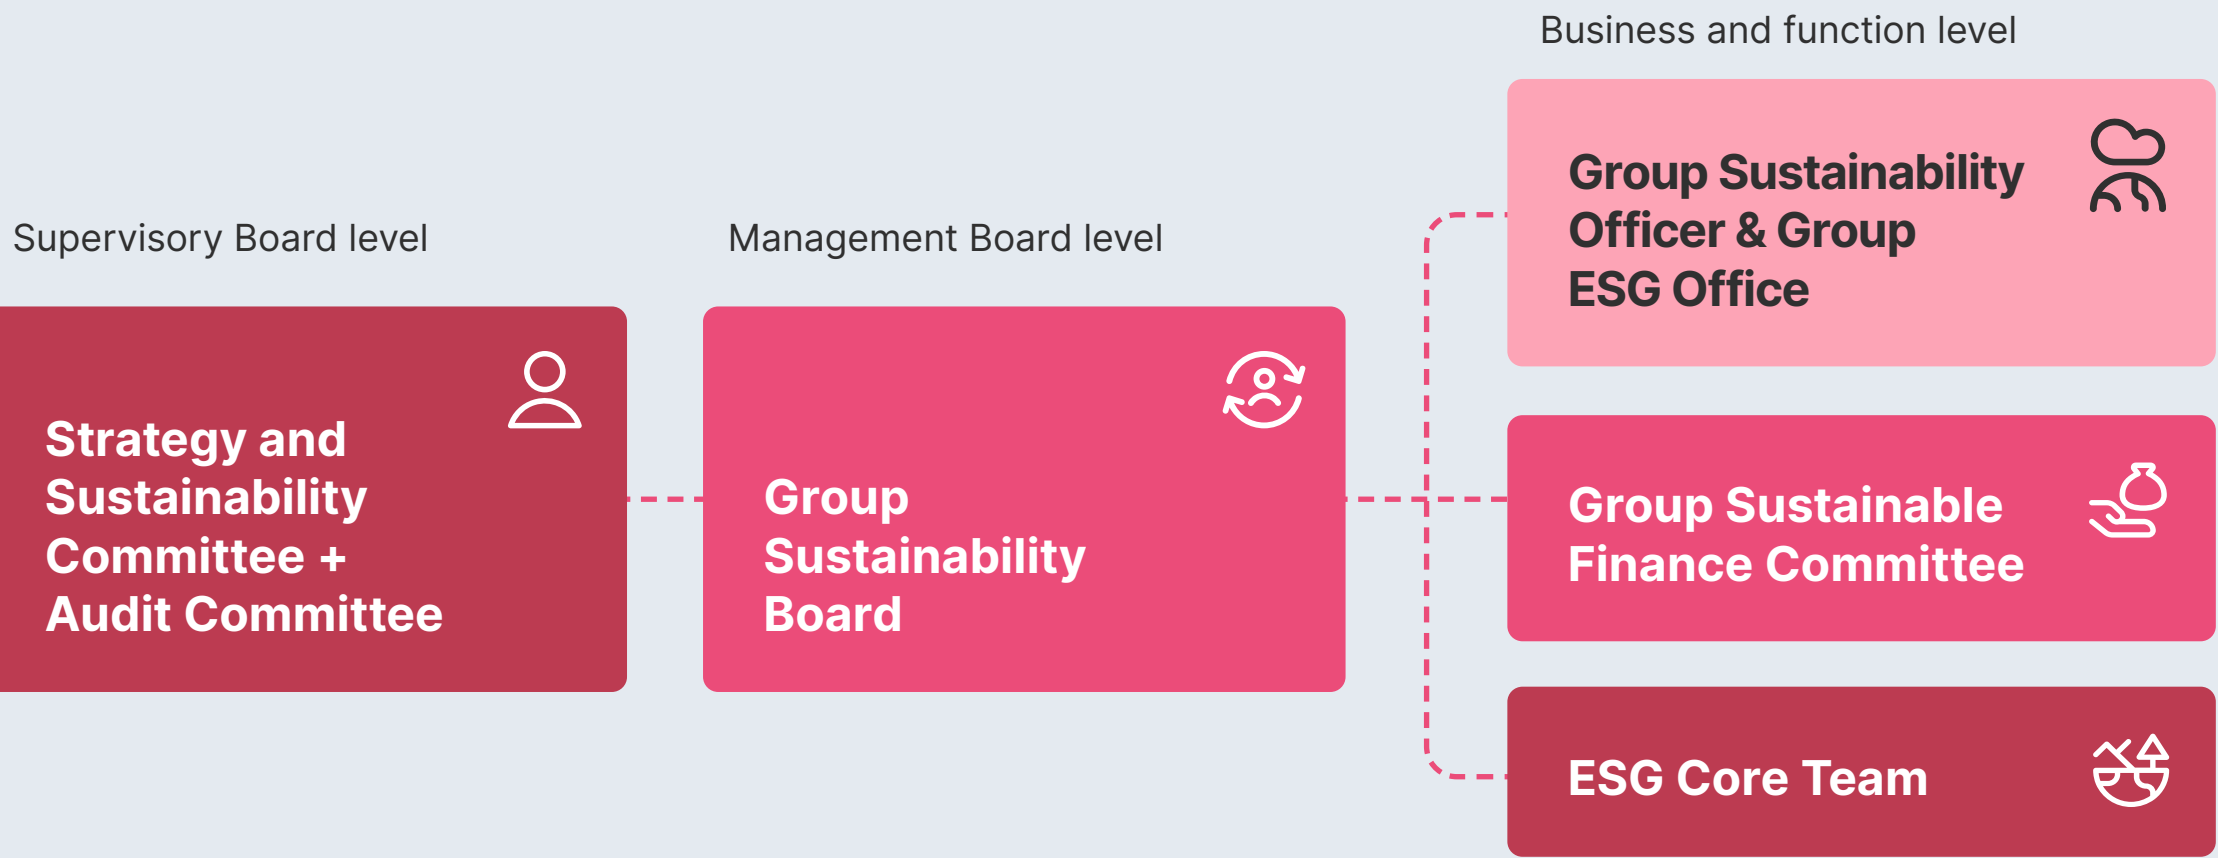 Supervisory Board level
Strategy and
Sustainability
Committee +
Audit Committee
Management Board level
Group
Sustainability
Board
Business and function level
Group Sustainability
Officer & Group
ESG Office
Group Sustainable
Finance Committee
ESG Core Team